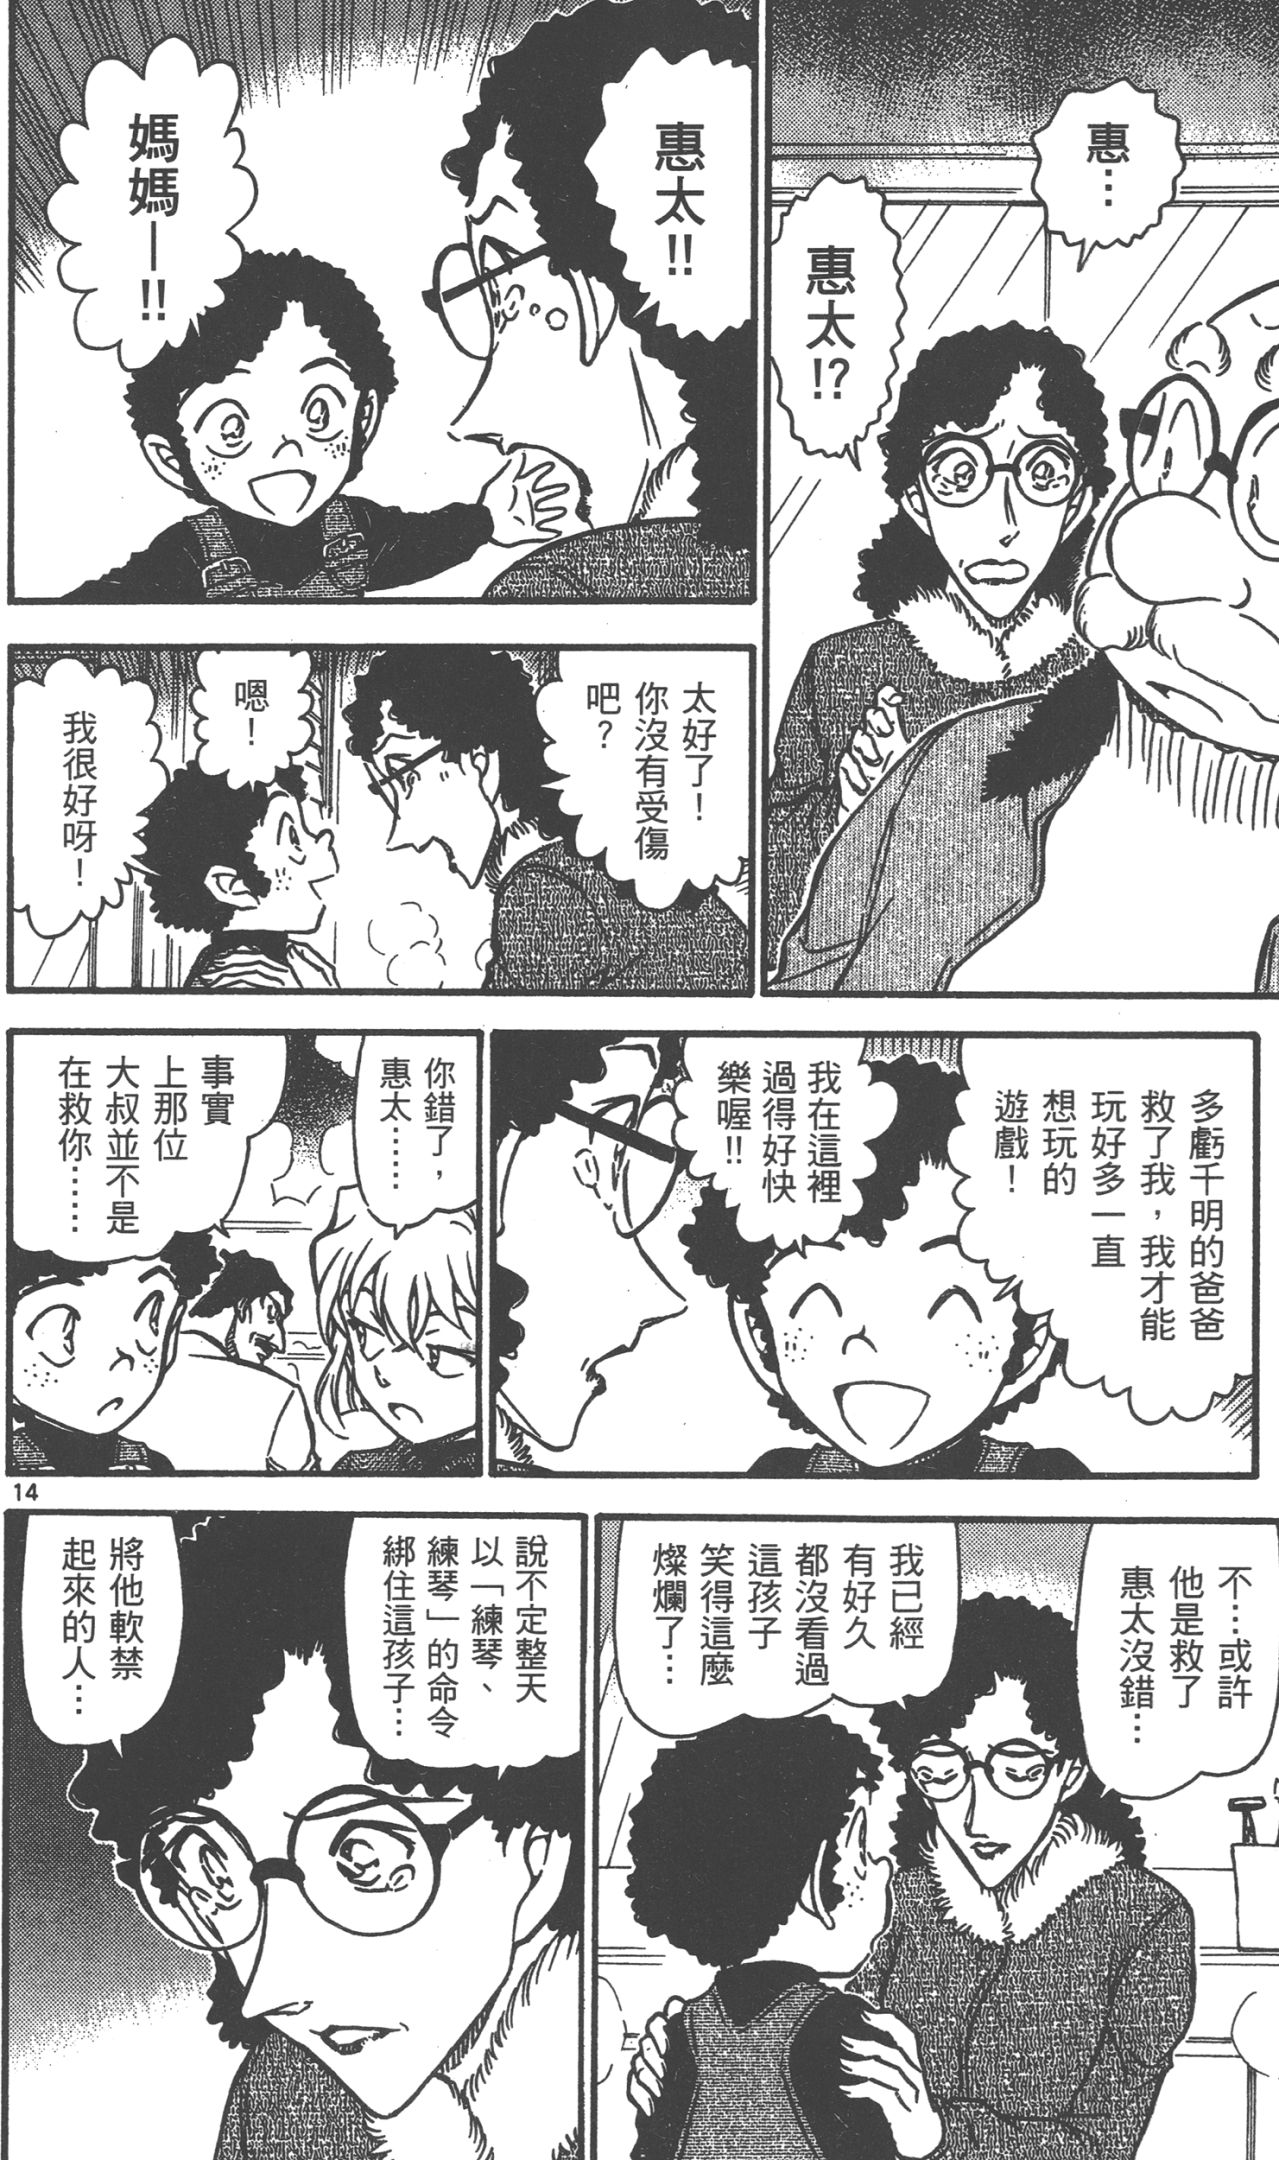 惠…
惠太!?
惠太!!
媽
媽
—
!!
太好了！
你沒有受傷
吧？
嗯！
我很好呀！
多虧千明的爸爸
救了我，我才能
玩好多一直
想玩的
遊戲！
我在這裡
過得好快
樂喔!!
你錯了，
惠太……
事實
上那位
大叔並不是
在救你……
14
不…或許
他是救了
惠太沒錯…
我已經
有好久
都沒看過
這孩子
笑得這麼
燦爛了…
說不定整天
以「練琴、
練琴」的命令
綁住這孩子…
將他軟禁
起來的人…